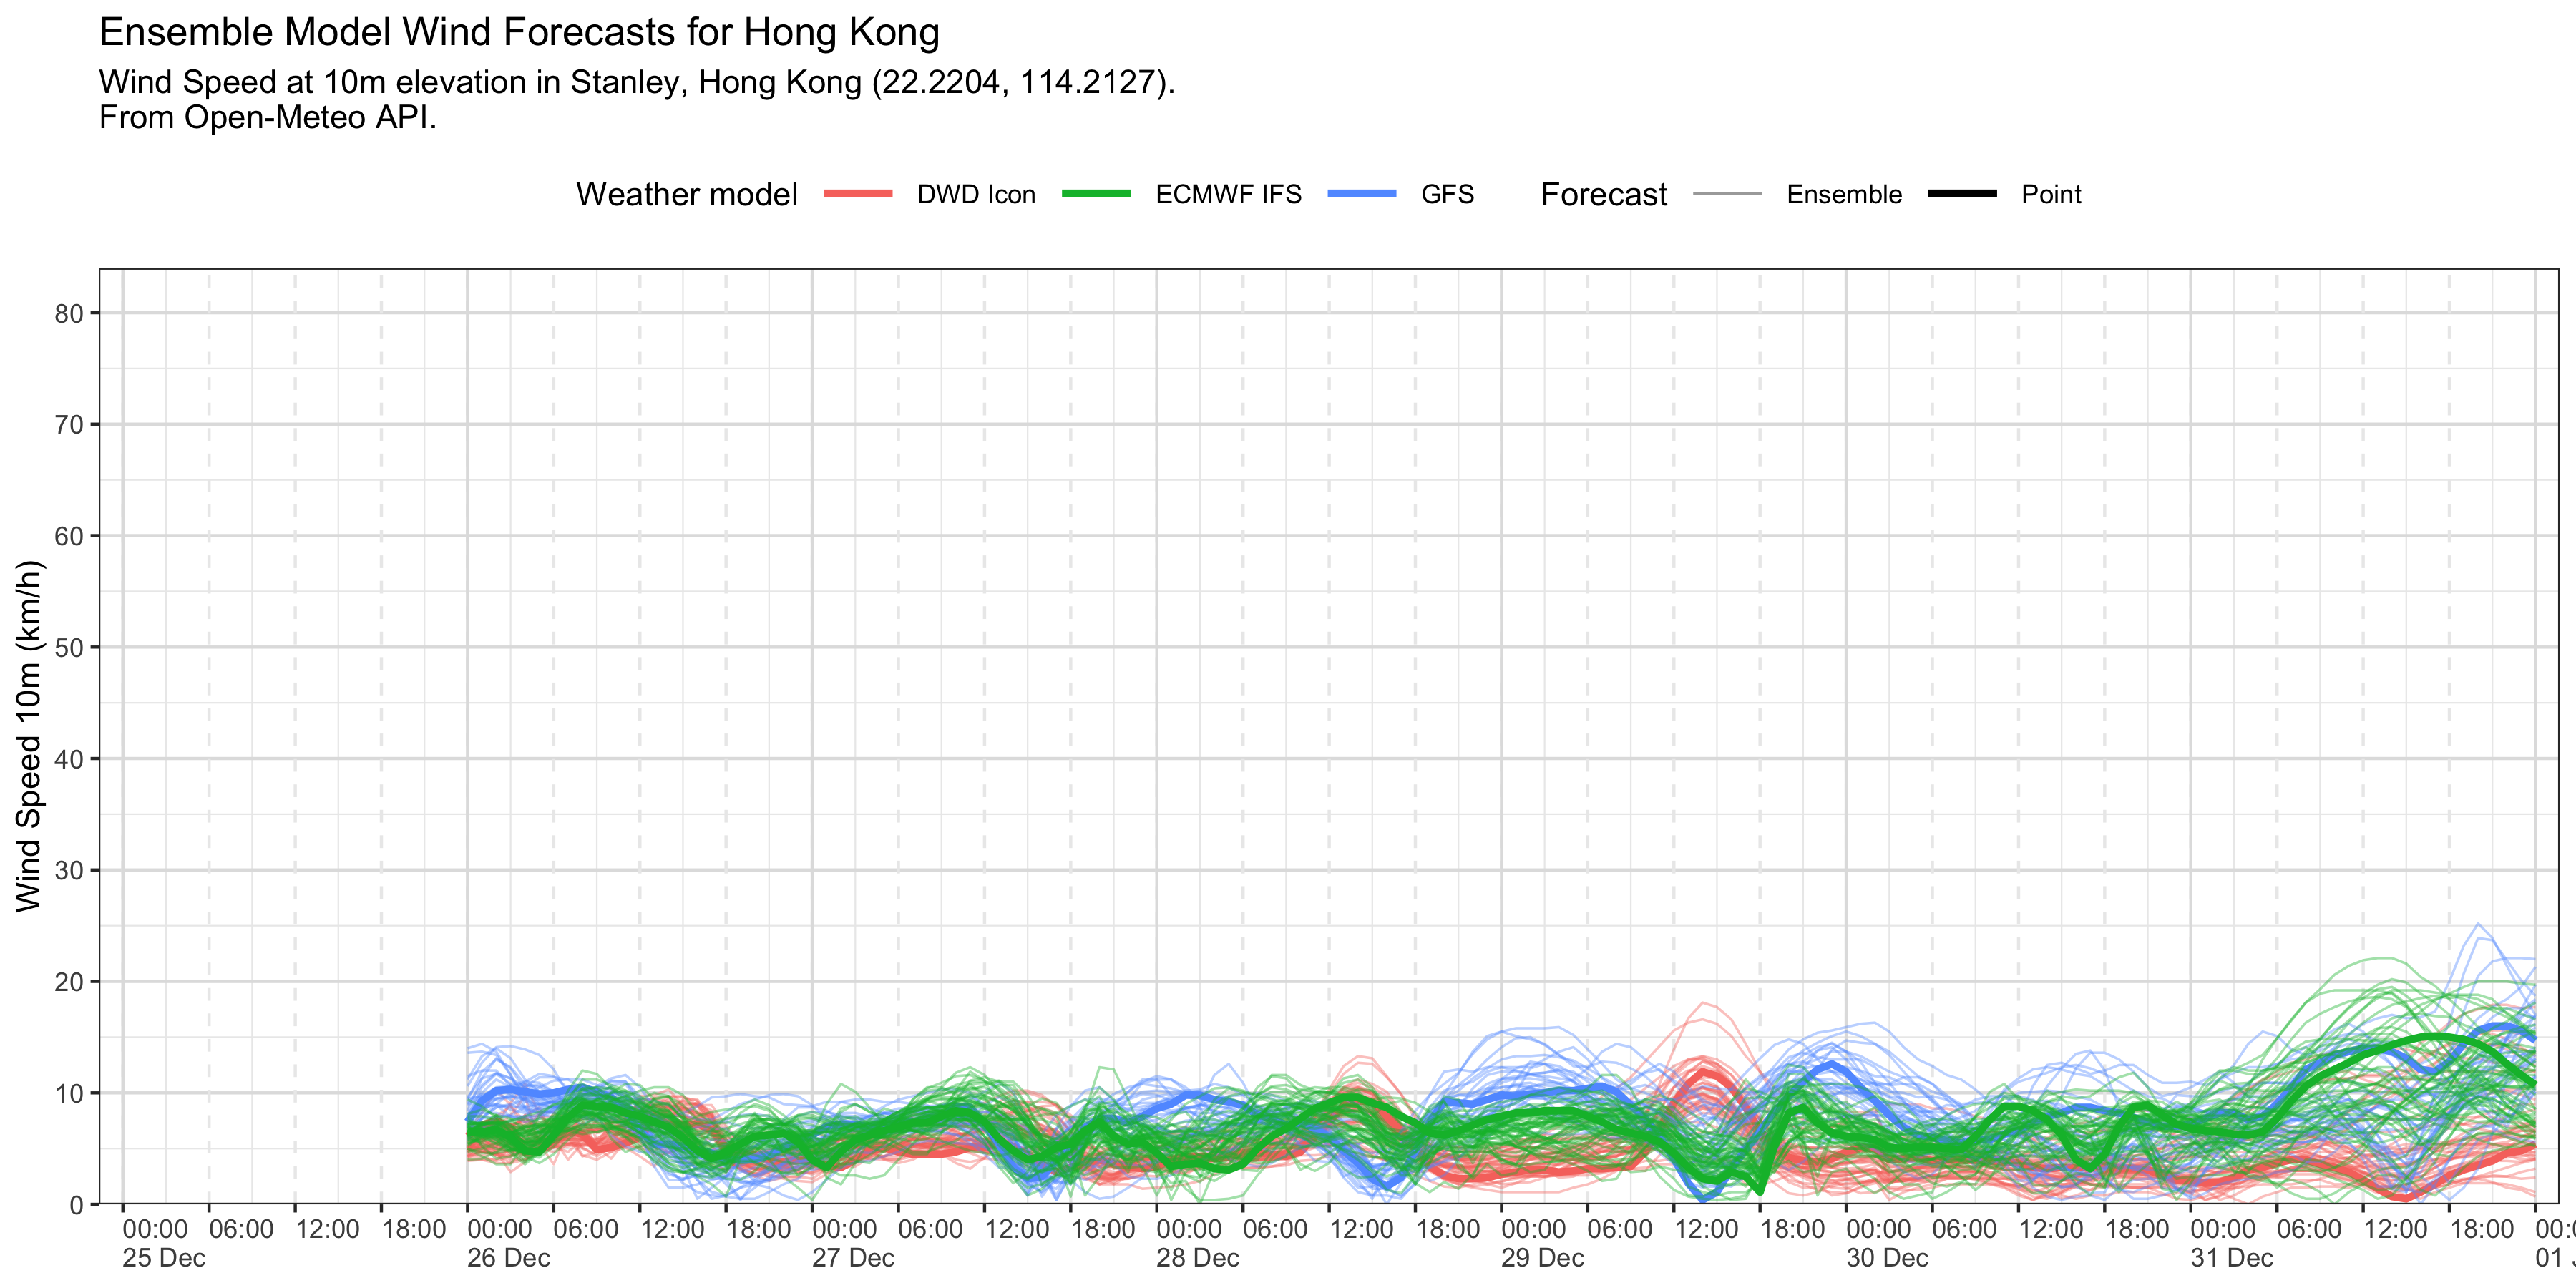 Ensemble Model Wind Forecasts for Hong Kong
Wind Speed at 10m elevation in Stanley, Hong Kong (22.2204, 114.2127).
From Open-Meteo API.
Weather model DWD Icon ECMWF IFS GFS Forecast Ensemble Point
Wind Speed 10m (km/h)
80
70
60
50
40
30
20
10
0
00:00 06:00 12:00 18:00 00:00 06:00 12:00 18:00 00:00 06:00 12:00 18:00 00:00 06:00 12:00 18:00 00:00 06:00 12:00 18:00 00:00 06:00 12:00 18:00 00:00 06:00 12:00 18:00
25 Dec 26 Dec 27 Dec 28 Dec 29 Dec 30 Dec 31 Dec 01